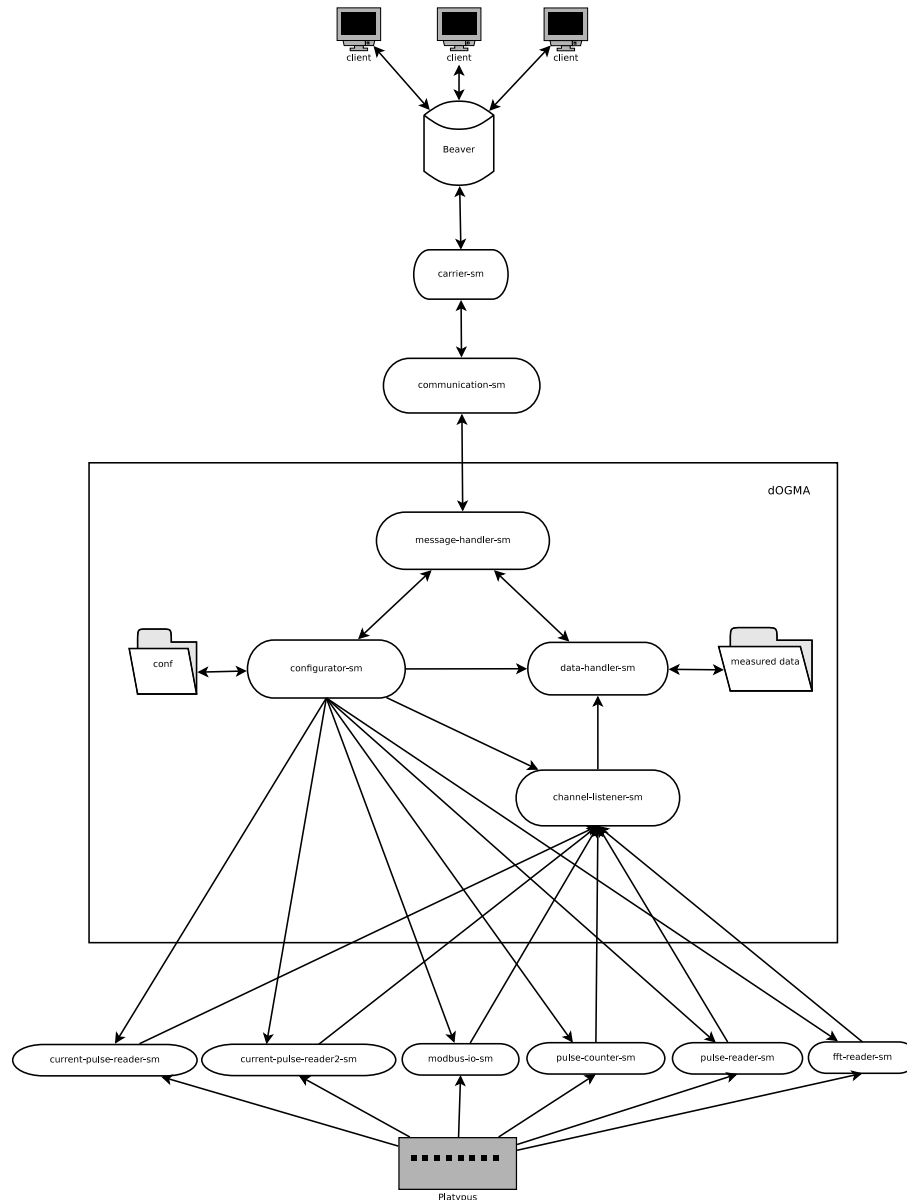 client
client
client
Beaver
carrier-sm
communication-sm
dOGMA
message-handler-sm
conf
configurator-sm
data-handler-sm
measured data
channel-listener-sm
current-pulse-reader-sm
current-pulse-reader2-sm
modbus-io-sm
pulse-counter-sm
pulse-reader-sm
fft-reader-sm
Platypus